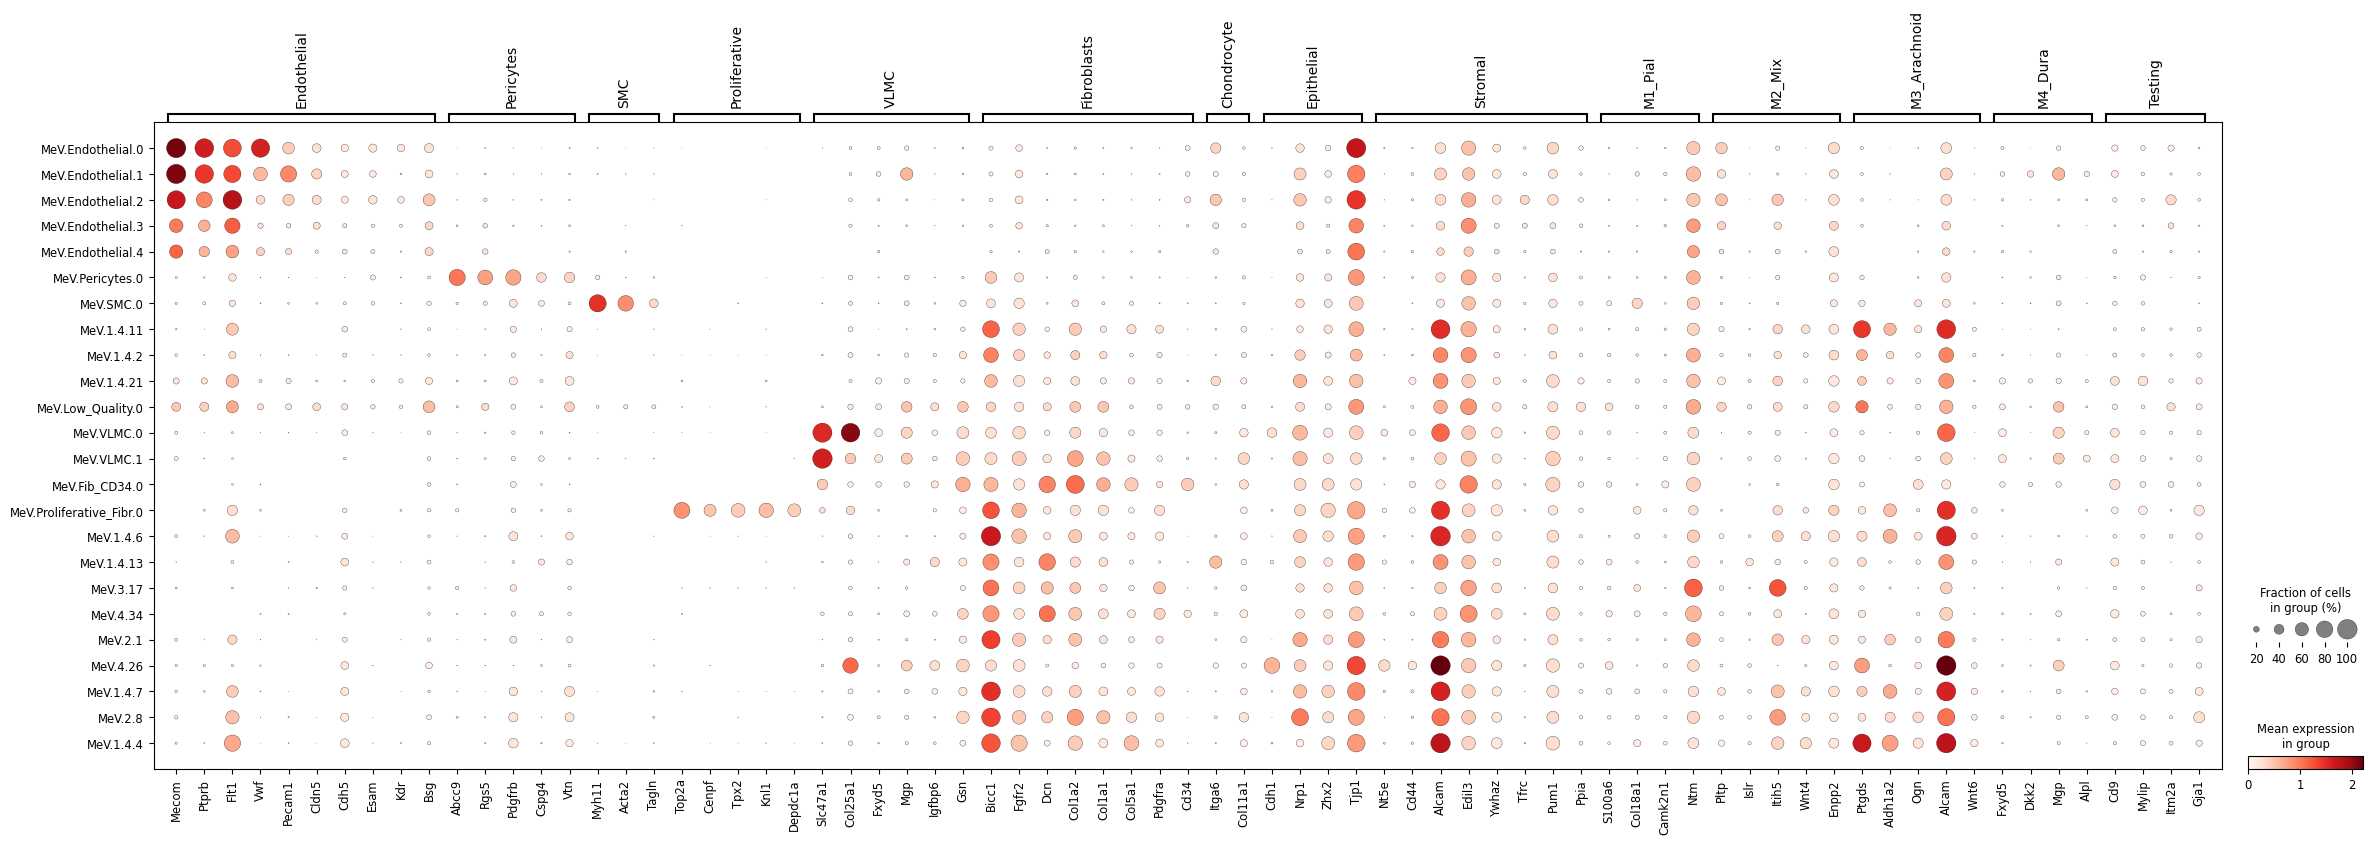 Endothelial
Pericytes
SMC
Proliferative
VLMC
Fibroblasts
Chondrocyte
Epithelial
Stromal
M1_Pial
M2_Mix
M3_Arachnoid
M4_Dura
Testing
MeV.Endothelial.0
MeV.Endothelial.1
MeV.Endothelial.2
MeV.Endothelial.3
MeV.Endothelial.4
MeV.Pericytes.0
MeV.SMC.0
MeV.1.4.11
MeV.1.4.2
MeV.1.4.21
MeV.Low_Quality.0
MeV.VLMC.0
MeV.VLMC.1
MeV.Fib_CD34.0
MeV.Proliferative_Fibr.0
MeV.1.4.6
MeV.1.4.13
MeV.3.17
MeV.4.34
MeV.2.1
MeV.4.26
MeV.1.4.7
MeV.2.8
MeV.1.4.4
Mecom
Ptprb
Flt1
Vwf
Pecam1
Cldn5
Cdh5
Esam
Kdr
Bsg
Abcc9
Rgs5
Pdgfrb
Cspg4
Vtn
Myh11
Acta2
Tagln
Top2a
Cenpf
Tpx2
Knl1
Depdc1a
Slc47a1
Col25a1
Fxyd5
Mgp
Igfbp6
Gsn
Bicc1
Fgfr2
Dcn
Col1a2
Col1a1
Col5a1
Pdgfra
Cd34
Itga6
Col11a1
Cdh1
Nrp1
Zhx2
Tjp1
Nt5e
Cd44
Alcam
Edil3
Ywhaz
Tfrc
Pum1
Ppia
S100a6
Col18a1
Camk2n1
Ntm
Pltp
Islr
Itih5
Wnt4
Enpp2
Ptgds
Aldh1a2
Ogn
Alcam
Wnt6
Fxyd5
Dkk2
Mgp
Alpl
Cd9
Mylip
Itm2a
Gja1
Fraction of cells
in group (%)
20 40 60 80 100
Mean expression
in group
0 1 2